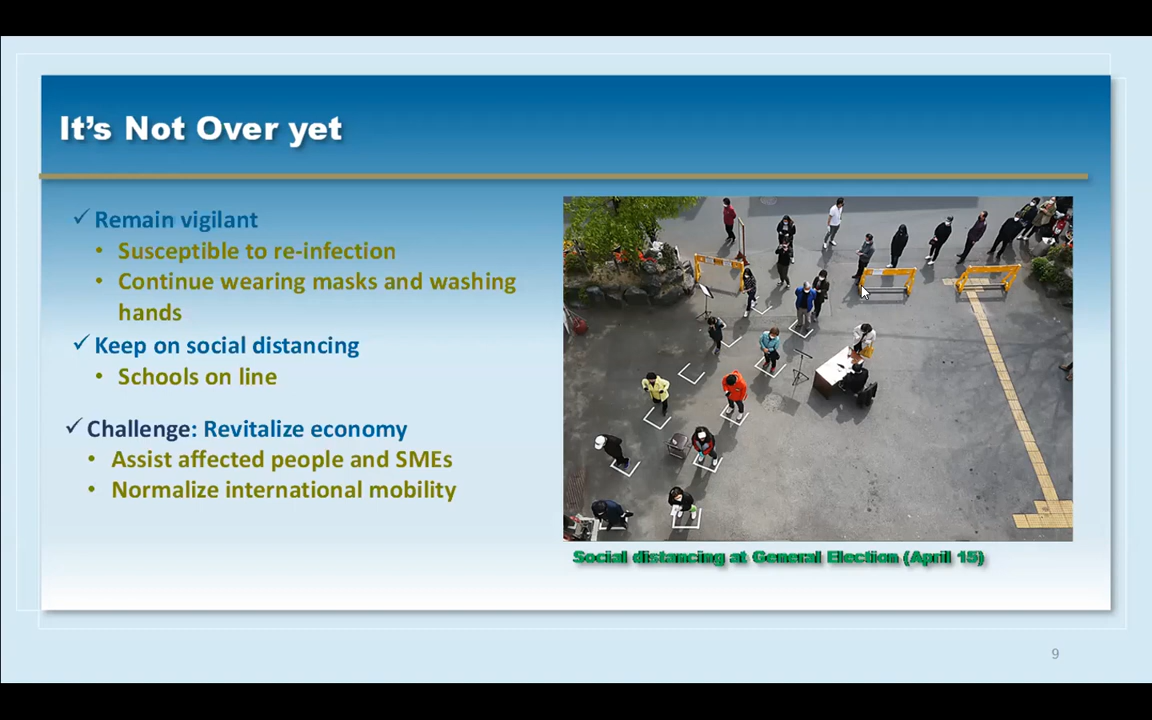 It's Not Over yet
✓ Remain vigilant
• Susceptible to re-infection
• Continue wearing masks and washing
hands
✓ Keep on social distancing
• Schools on line
✓ Challenge: Revitalize economy
• Assist affected people and SMEs
• Normalize international mobility
Social distancing at General Election (April 15)
9